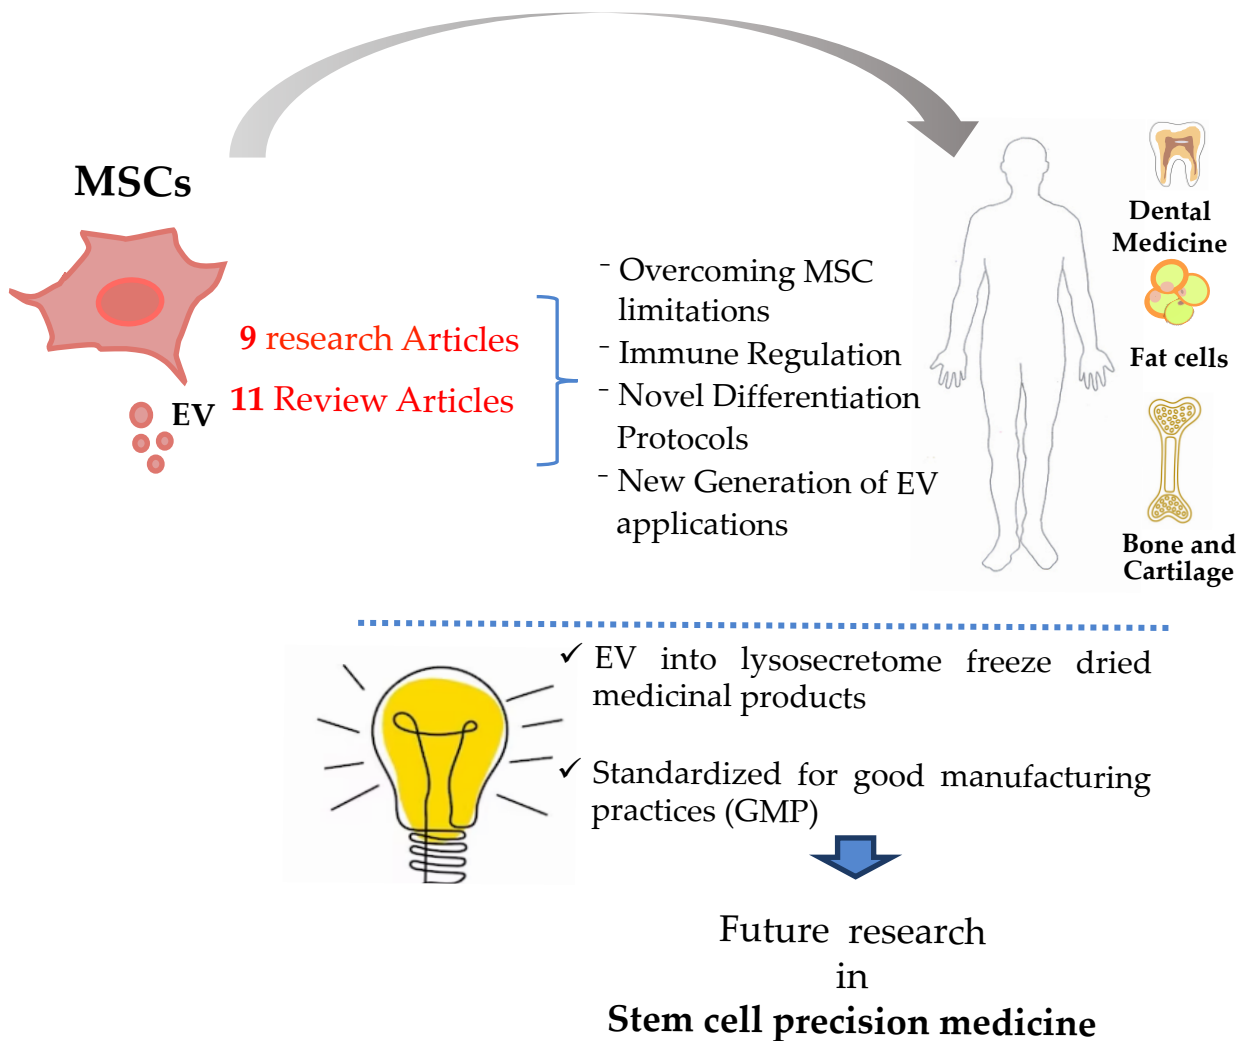 MSCs
EV
9 research Articles
11 Review Articles
- Overcoming MSC
limitations
- Immune Regulation
- Novel Differentiation
Protocols
- New Generation of EV
applications
Dental
Medicine
Fat cells
Bone and
Cartilage
✓ EV into lysosecretome freeze dried
medicinal products
✓ Standardized for good manufacturing
practices (GMP)
Future research
in
Stem cell precision medicine